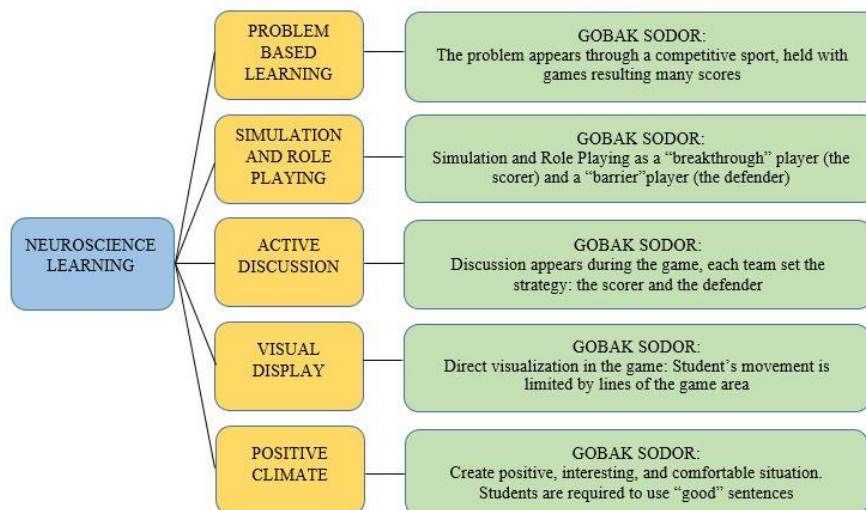 PROBLEM
BASED
LEARNING
GOBAK SODOR:
The problem appears through a competitive sport, held with
games resulting many scores
SIMULATION
AND ROLE
PLAYING
GOBAK SODOR:
Simulation and Role Playing as a “breakthrough” player (the
scorer) and a “barrier”player (the defender)
NEUROSCIENCE
LEARNING
ACTIVE
DISCUSSION
GOBAK SODOR:
Discussion appears during the game, each team set the
strategy: the scorer and the defender
VISUAL
DISPLAY
GOBAK SODOR:
Direct visualization in the game: Student’s movement is
limited by lines of the game area
POSITIVE
CLIMATE
GOBAK SODOR:
Create positive, interesting, and comfortable situation.
Students are required to use “good” sentences